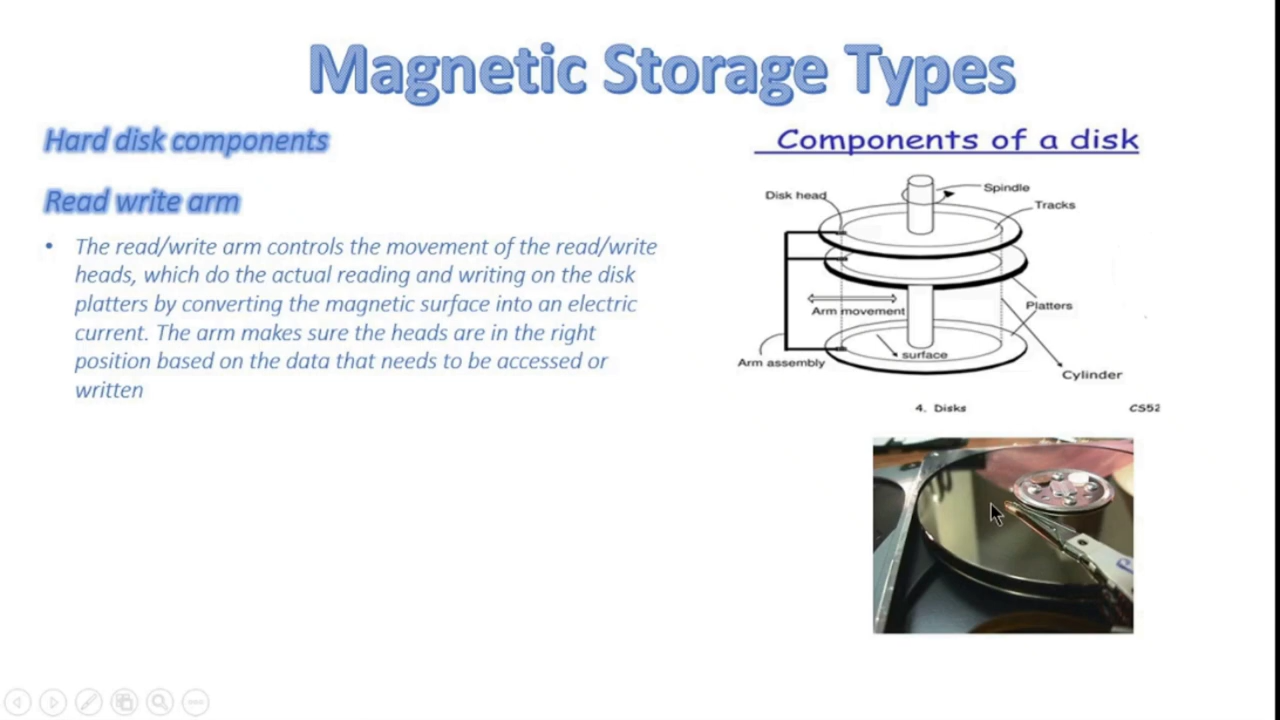 Magnetic Storage Types
Hard disk components
Read write arm
• The read/write arm controls the movement of the read/write
heads, which do the actual reading and writing on the disk
platters by converting the magnetic surface into an electric
current. The arm makes sure the heads are in the right
position based on the data that needs to be accessed or
written
Components of a disk
Disk head
Spindle
Tracks
Platters
Arm movement
surface
Arm assembly
Cylinder
4. Disks
CS52